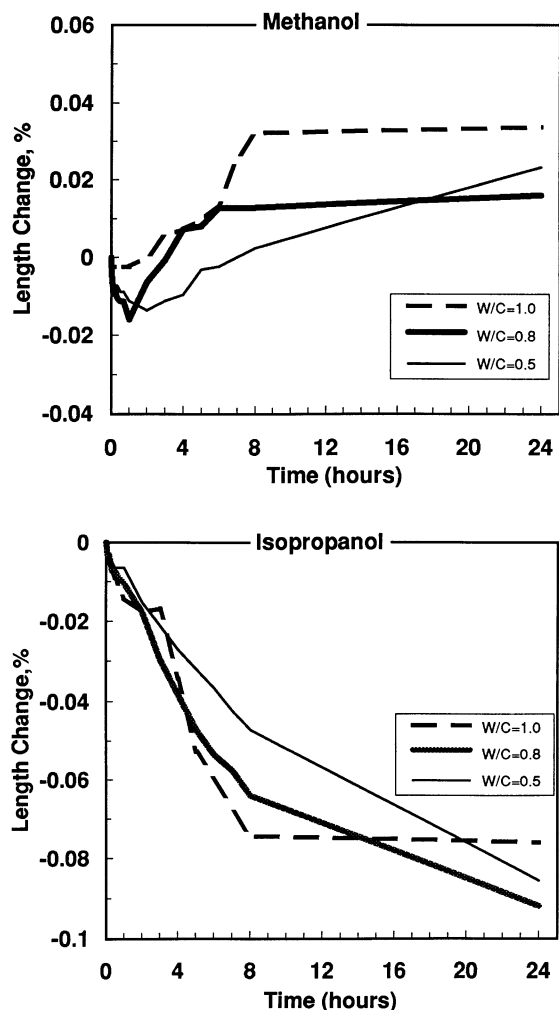 Methanol
Length Change, %
0.06
0.04
0.02
0
-0.02
-0.04
W/C=1.0
W/C=0.8
W/C=0.5
0 4 8 12 16 20 24
Time (hours)
Isopropanol
Length Change,%
0
-0.02
-0.04
-0.06
-0.08
-0.1
W/C=1.0
W/C=0.8
W/C=0.5
0 4 8 12 16 20 24
Time (hours)